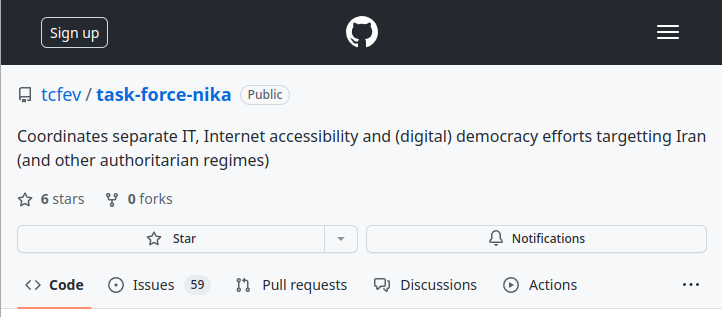 Sign up
tcfev / task-force-nika Public
Coordinates separate IT, Internet accessibility and (digital) democracy efforts targetting Iran
(and other authoritarian regimes)
6 stars 0 forks
Star Notifications
Code Issues 59 Pull requests Discussions Actions ...